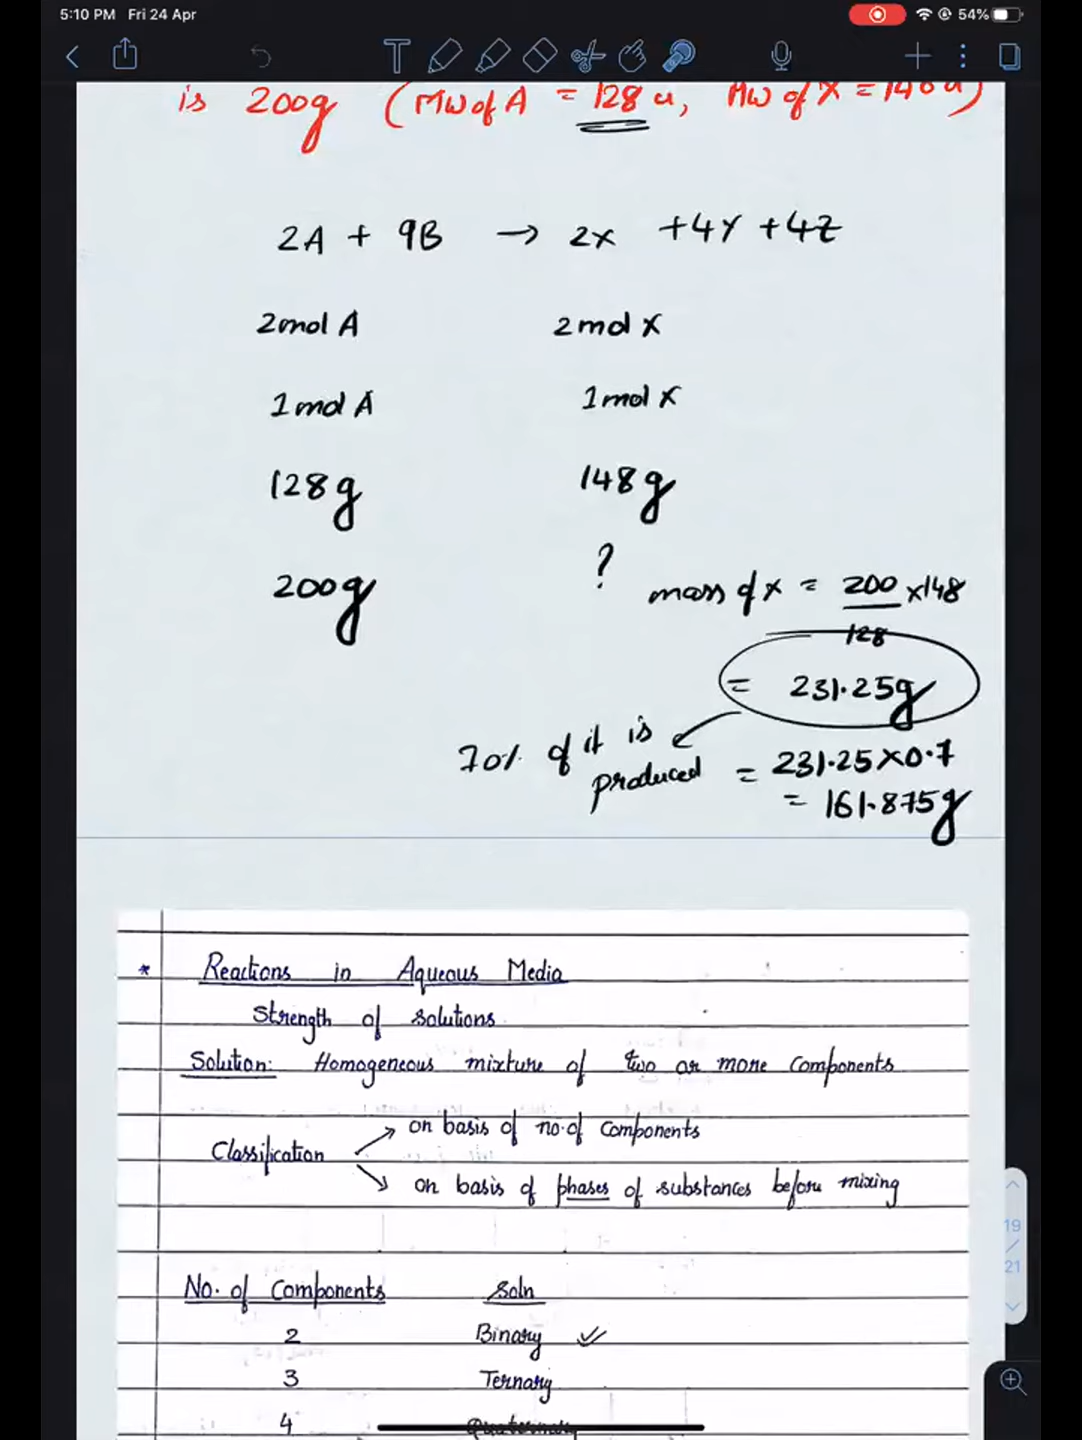 5:10 PM Fri 24 Apr 54%
T
is 200g (MW of A = 128 u, MW of X = 148 u)
2A + 9B → 2X + 4Y + 4Z
2mol A 2mol X
1mol A 1mol X
128g 148g
200g ? mass of x = 200/128 x148
= 231.25g
70% of it is produced = 231.25 x 0.7
= 161.875g
* Reactions in Aqueous Media
Strength of solutions
Solution: Homogeneous mixture of two or more components
Classification → on basis of no.of components
→ on basis of phases of substances before mixing
No. of Components Soln
2 Binary ✓
3 Ternary
4 Quaternary
19
/
21